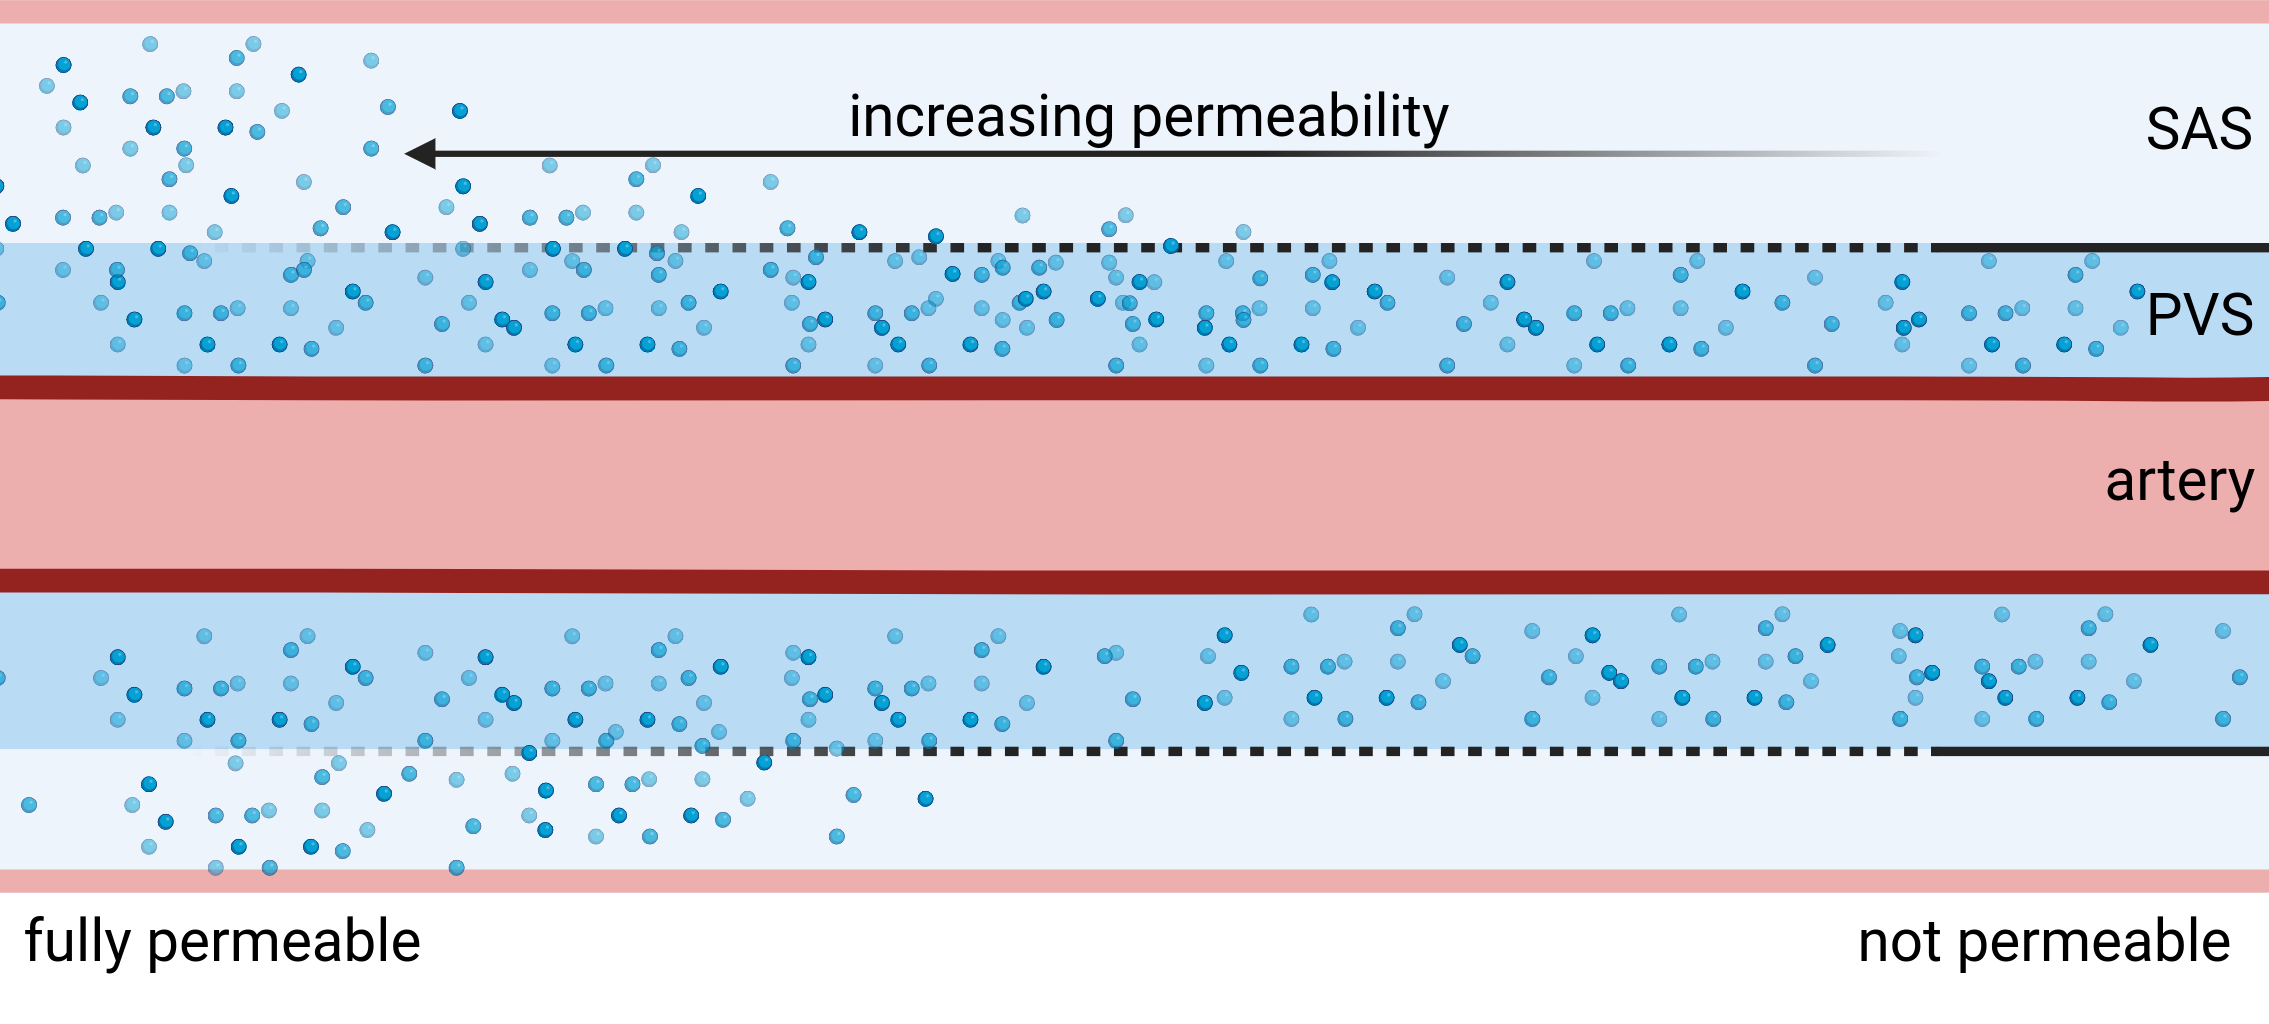 increasing permeability
SAS
PVS
artery
fully permeable
not permeable